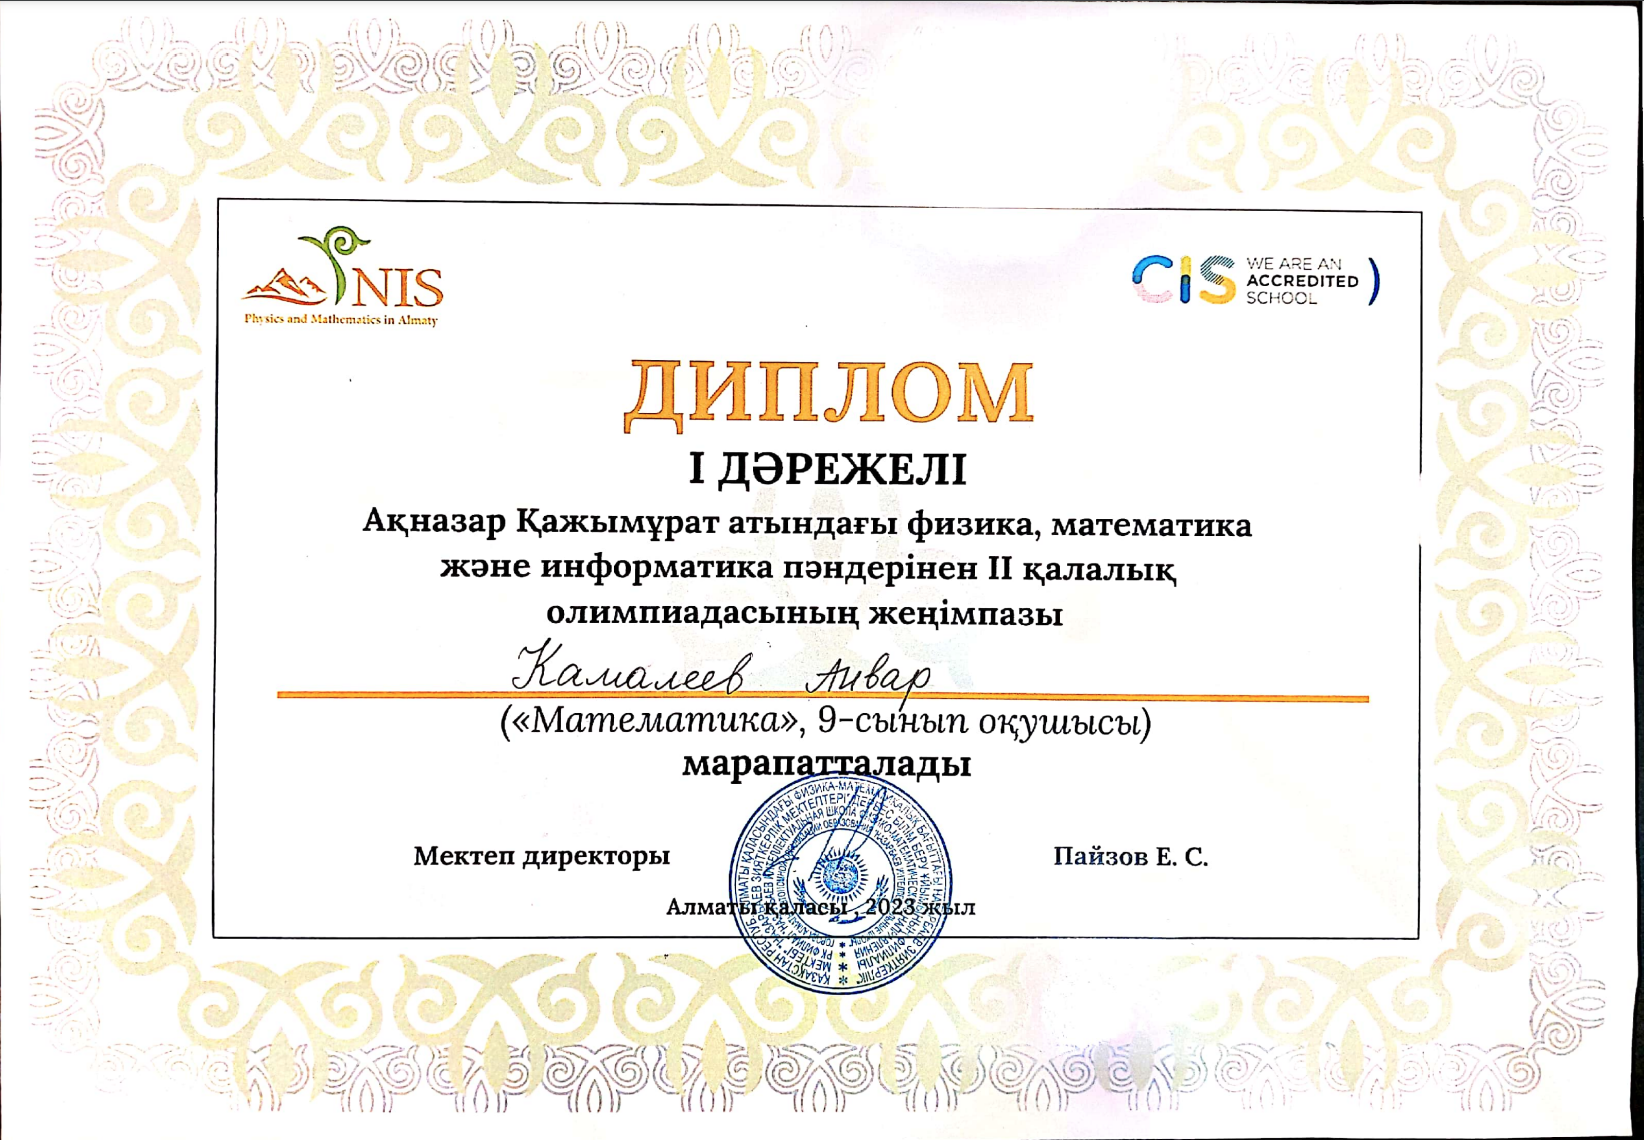 NIS
Physics and Mathematics in Almaty
CIS WE ARE AN
ACCREDITED
SCHOOL
ДИПЛОМ
І ДӘРЕЖЕЛІ
Ақназар Қажымұрат атындағы физика, математика
және информатика пәндерінен ІІ қалалық
олимпиадасының жеңімпазы
Камалеев Анвар
(«Математика», 9-сынып оқушысы)
марапатталады
Мектеп директоры
Пайзов Е. С.
Алматы қаласы , 2023 жыл